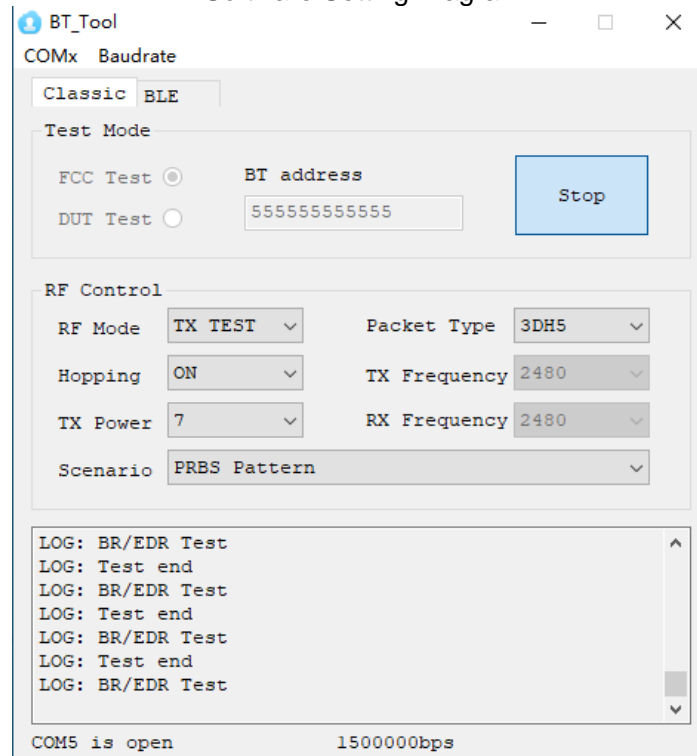 BT_Tool
COMx Baudrate
Classic BLE
Test Mode
FCC Test BT address
Stop
DUT Test 555555555555
RF Control
RF Mode TX TEST Packet Type 3DH5
Hopping ON TX Frequency 2480
TX Power 7 RX Frequency 2480
Scenario PRBS Pattern
LOG: BR/EDR Test
LOG: Test end
LOG: BR/EDR Test
LOG: Test end
LOG: BR/EDR Test
LOG: Test end
LOG: BR/EDR Test
COM5 is open 1500000bps